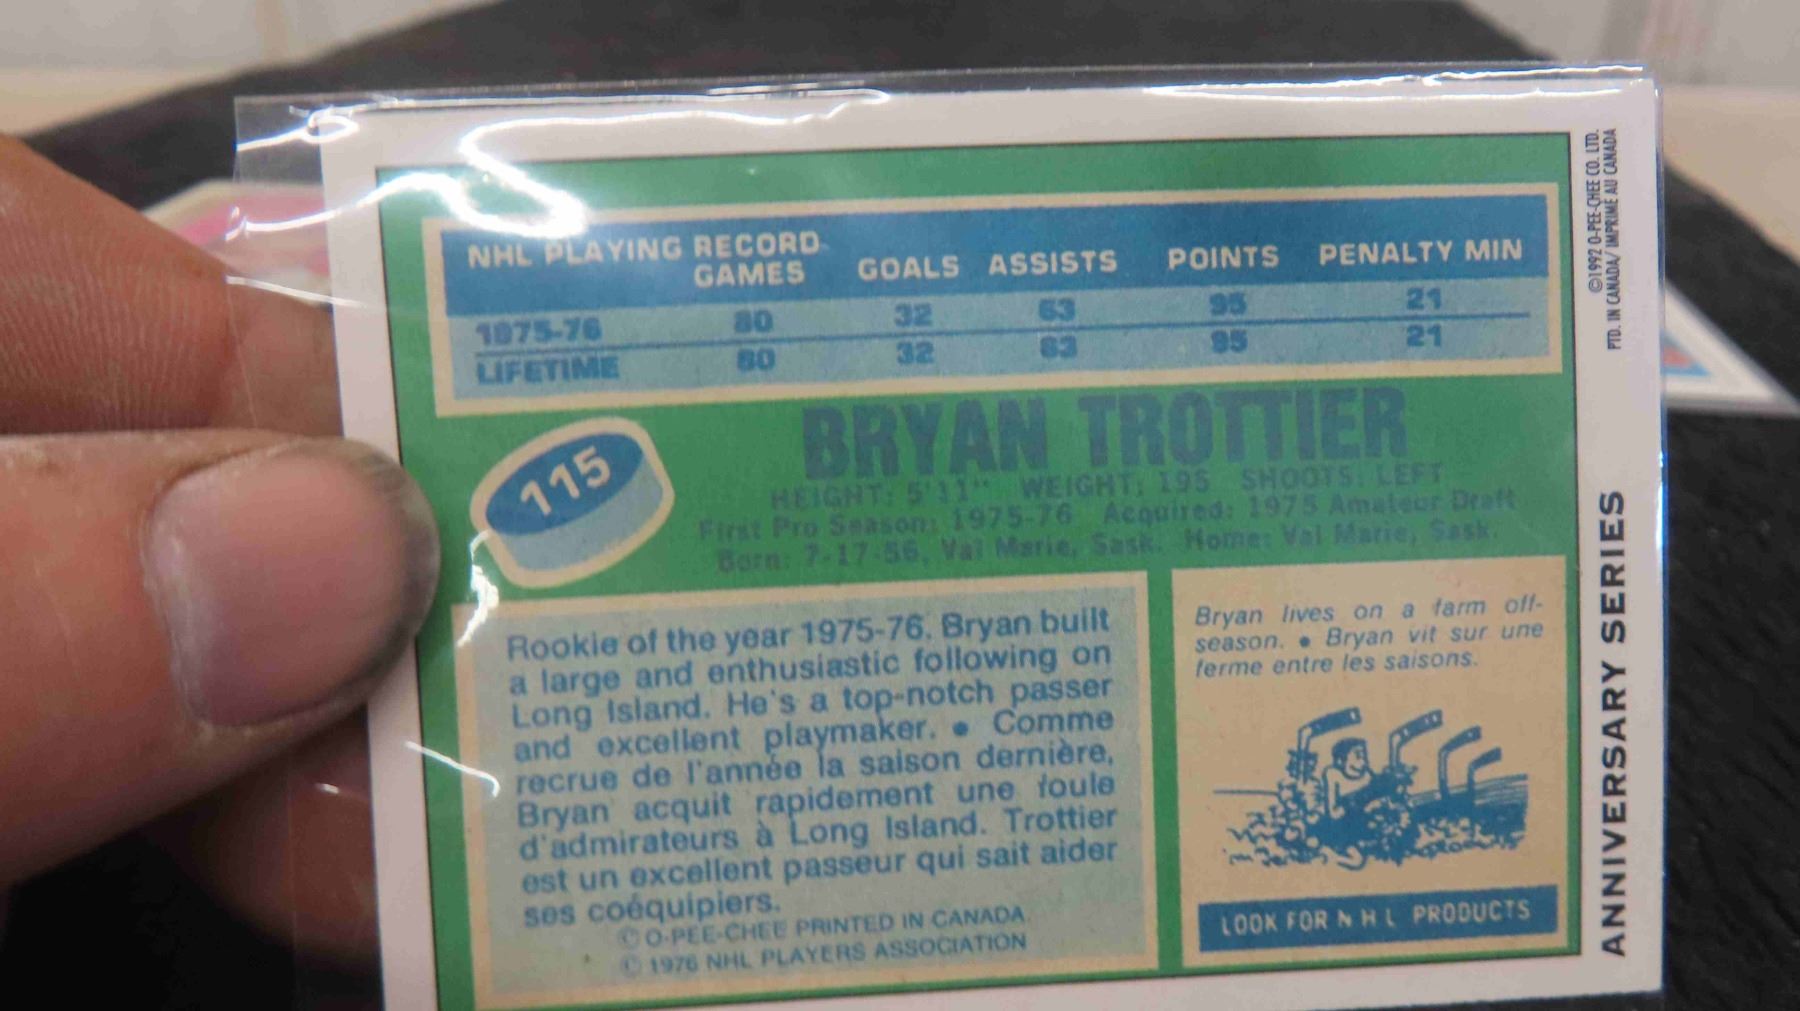 NHL PLAYING RECORD
GAMES GOALS ASSISTS POINTS PENALTY MIN
1975-76 80 32 63 95 21
LIFETIME 80 32 63 95 21
115
BRYAN TROTTIER
HEIGHT: 5'11" WEIGHT: 195 SHOOTS: LEFT
First Pro Season: 1975-76 Acquired: 1975 Amateur Draft
Born: 7-17-56, Val Marie, Sask. Home: Val Marie, Sask.
Rookie of the year 1975-76. Bryan built
a large and enthusiastic following on
Long Island. He's a top-notch passer
and excellent playmaker. • Comme
recrue de l'année la saison dernière,
Bryan acquit rapidement une foule
d'admirateurs à Long Island. Trottier
est un excellent passeur qui sait aider
ses coéquipiers.
© O-PEE-CHEE PRINTED IN CANADA
© 1976 NHL PLAYERS ASSOCIATION
Bryan lives on a farm off-
season. • Bryan vit sur une
ferme entre les saisons.
LOOK FOR N H L PRODUCTS
©1992 O-PEE-CHEE CO. LTD.
PTD. IN CANADA/ IMPRIMÉ AU CANADA
ANNIVERSARY SERIES